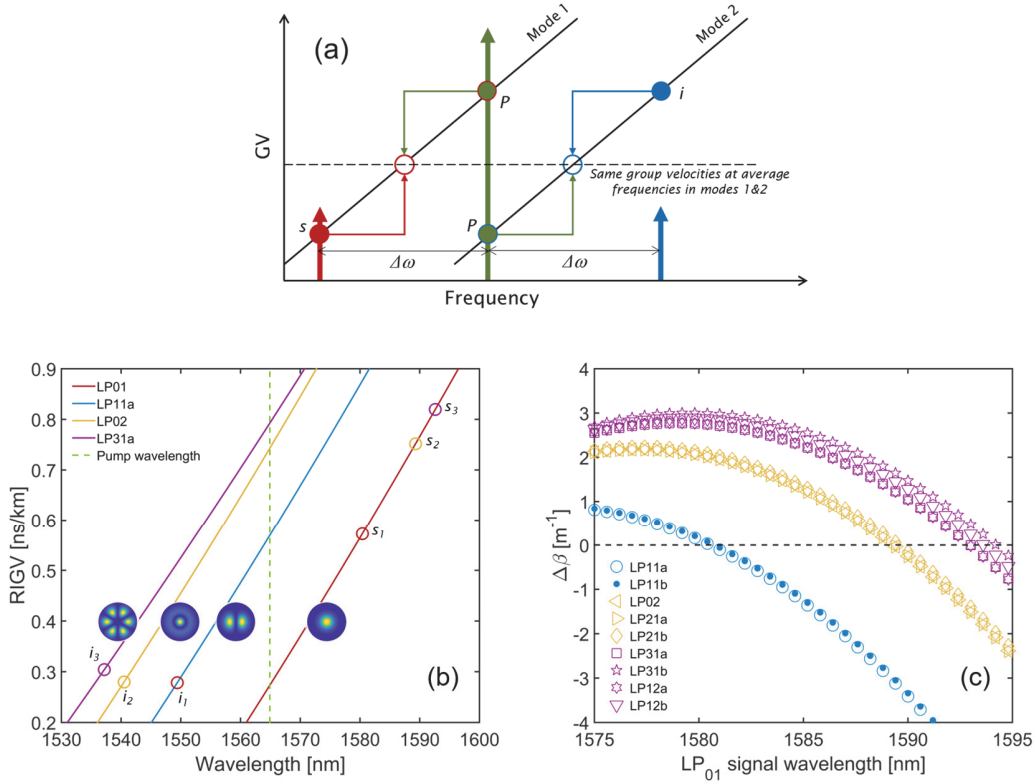 (a)
Mode 1
Mode 2
GV
P
i
Same group velocities at average
frequencies in modes 1&2
s
P
Δω
Δω
Frequency
0.9
0.8
0.7
0.6
0.5
0.4
0.3
0.2
RIGV [ns/km]
LP01
LP11a
LP02
LP31a
Pump wavelength
s3
s2
s1
i3
i2
i1
(b)
1530 1540 1550 1560 1570 1580 1590 1600
Wavelength [nm]
4
3
2
1
0
-1
-2
-3
-4
Δβ [m⁻¹]
LP11a
LP11b
LP02
LP21a
LP21b
LP31a
LP31b
LP12a
LP12b
(c)
1575 1580 1585 1590 1595
LP₀₁ signal wavelength [nm]